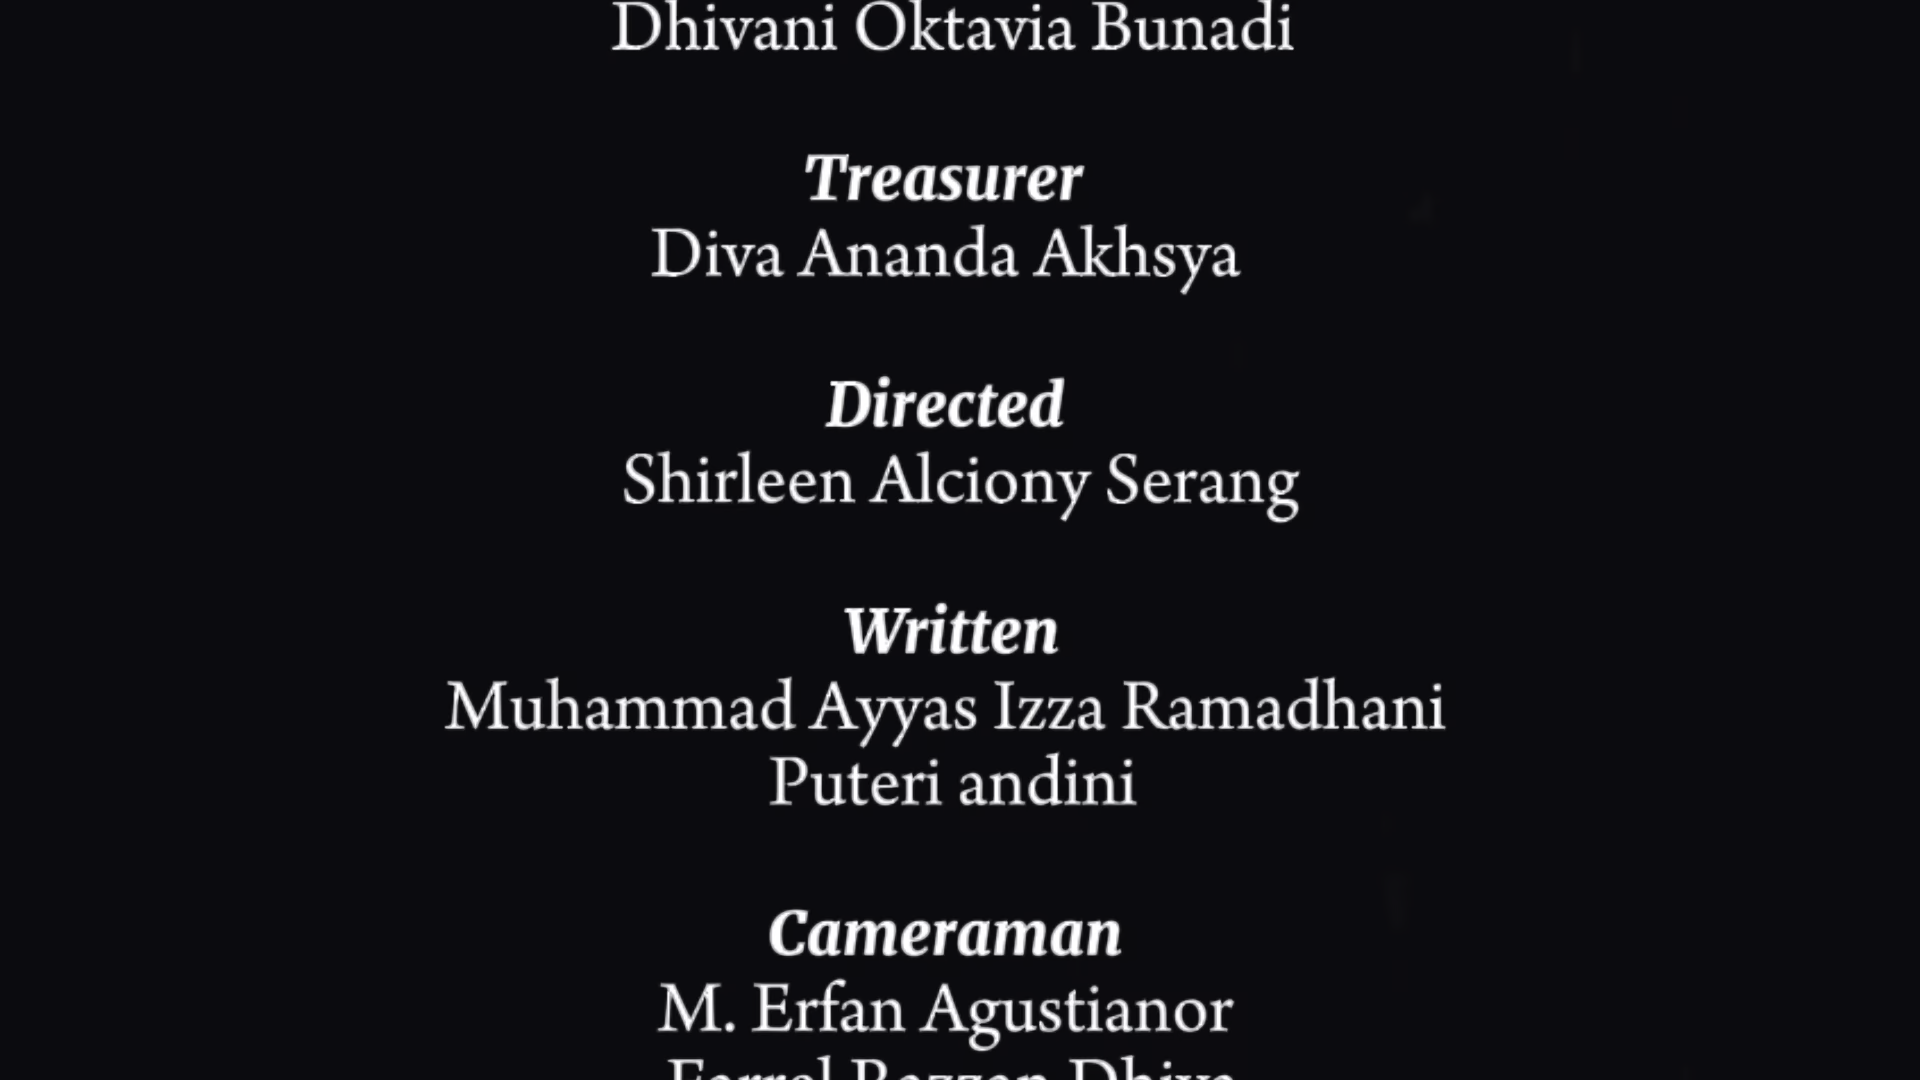 Dhivani Oktavia Bunadi
Treasurer
Diva Ananda Akhsya
Directed
Shirleen Alciony Serang
Written
Muhammad Ayyas Izza Ramadhani
Puteri andini
Cameraman
M. Erfan Agustianor